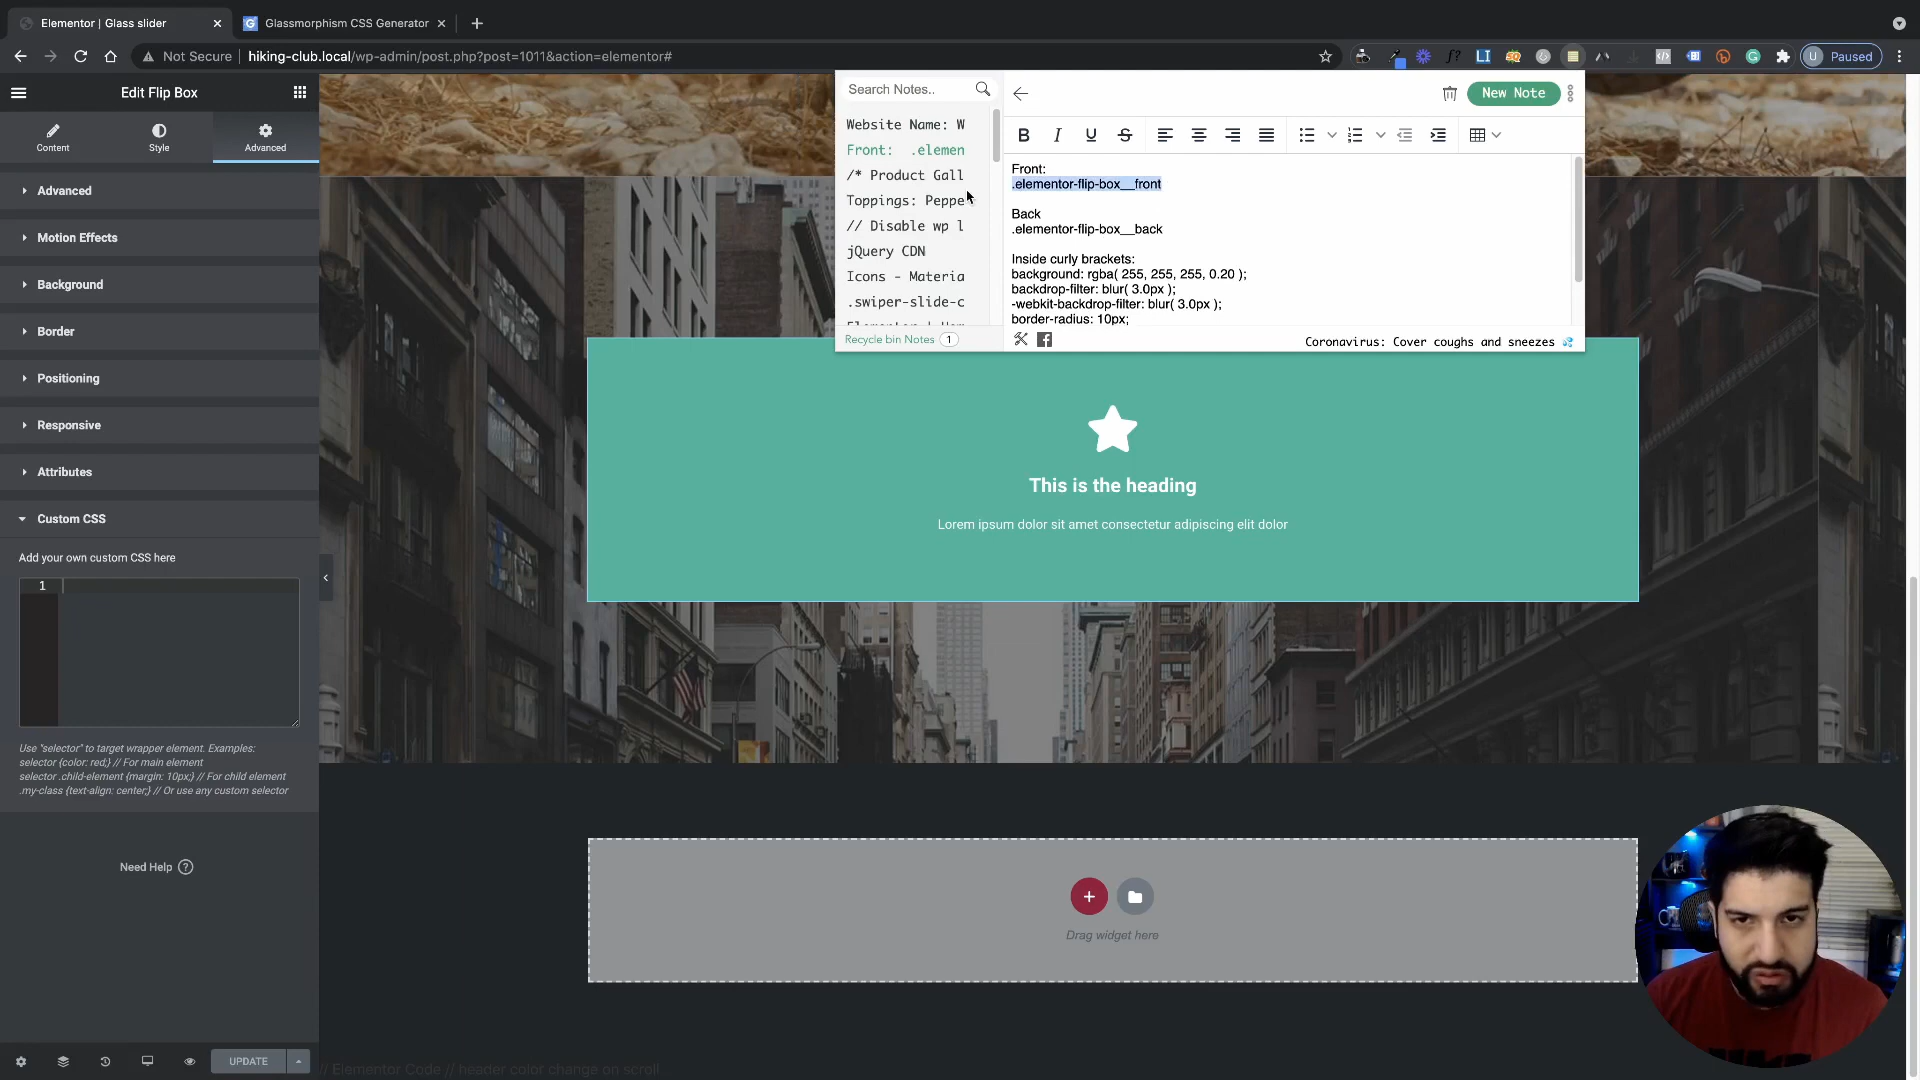 Elementor | Glass slider
Glassmorphism CSS Generator
Not Secure
hiking-club.local/wp-admin/post.php?post=1011&action=elementor#
Paused
Edit Flip Box
Content
Style
Advanced
Advanced
Motion Effects
Background
Border
Positioning
Responsive
Attributes
Custom CSS
Add your own custom CSS here
1
Use "selector" to target wrapper element. Examples:
selector {color: red;} // For main element
selector .child-element {margin: 10px;} // For child element
.my-class {text-align: center;} // Or use any custom selector
Need Help
UPDATE
Search Notes..
Website Name: W
Front: .elemen
/* Product Gall
Toppings: Peppe
// Disable wp l
jQuery CDN
Icons - Materia
.swiper-slide-c
Recycle bin Notes 1
New Note
Front:
.elementor-flip-box__front
Back
.elementor-flip-box__back
Inside curly brackets:
background: rgba( 255, 255, 255, 0.20 );
backdrop-filter: blur( 3.0px );
-webkit-backdrop-filter: blur( 3.0px );
border-radius: 10px;
Coronavirus: Cover coughs and sneezes
This is the heading
Lorem ipsum dolor sit amet consectetur adipiscing elit dolor
Drag widget here
// Elementor Code // header color change on scroll